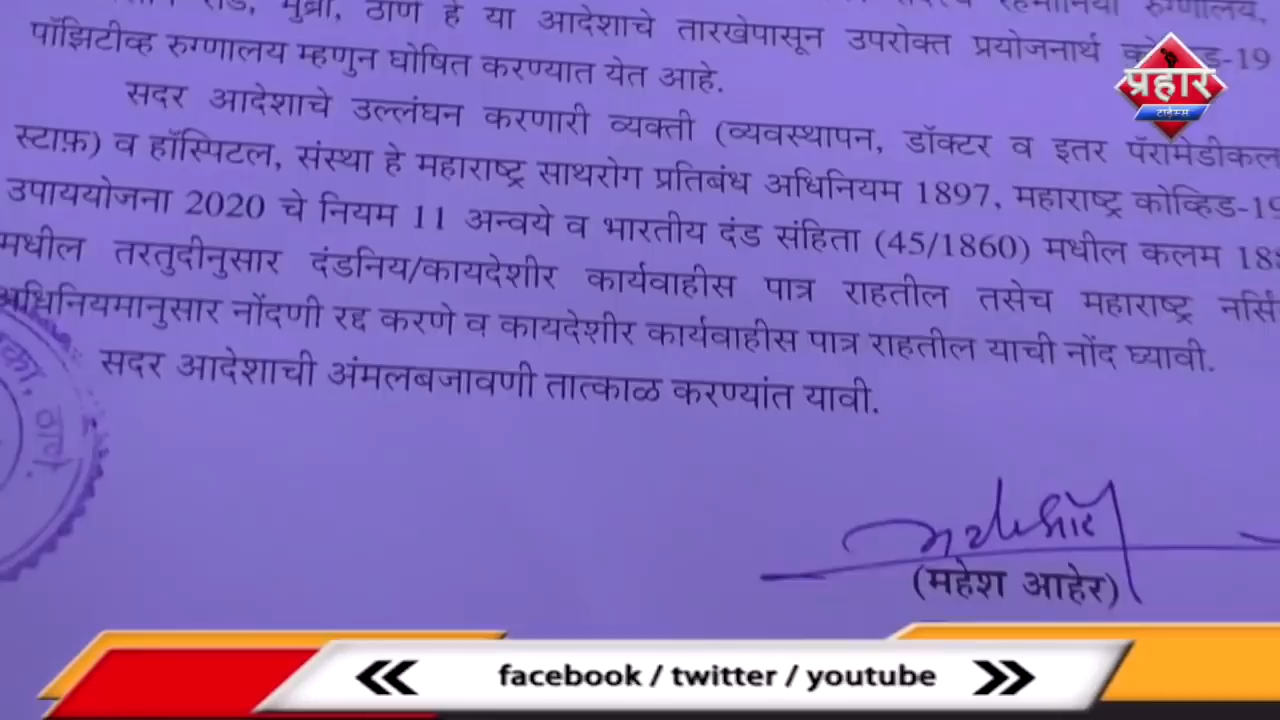 रोड, मुंब्रा, ठाणे हे या आदेशाचे तारखेपासून उपरोक्त प्रयोजनार्थ
पॉझिटीव्ह रुग्णालय म्हणुन घोषित करण्यात येत आहे.
सदर आदेशाचे उल्लंघन करणारी व्यक्ती (व्यवस्थापन, डॉक्टर व इतर पॅरामेडीकल
स्टाफ़) व हॉस्पिटल, संस्था हे महाराष्ट्र साथरोग प्रतिबंध अधिनियम 1897, महाराष्ट्र कोव्हिड-19
उपाययोजना 2020 चे नियम 11 अन्वये व भारतीय दंड संहिता (45/1860) मधील कलम
मधील तरतुदीनुसार दंडनिय/कायदेशीर कार्यवाहीस पात्र राहतील तसेच महाराष्ट्र
अधिनियमानुसार नोंदणी रद्द करणे व कायदेशीर कार्यवाहीस पात्र राहतील याची नोंद घ्यावी.
सदर आदेशाची अंमलबजावणी तात्काळ करण्यांत यावी.
(महेश आहेर)
प्रहार
टाईम्स
facebook / twitter / youtube